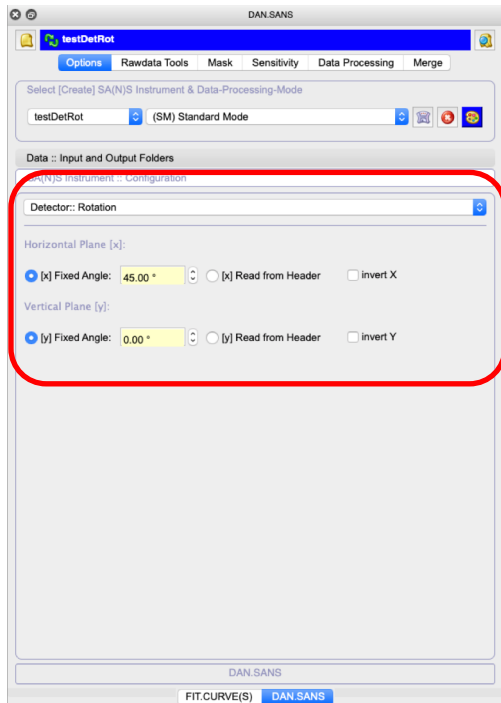 DAN.SANS
testDetRot
Options Rawdata Tools Mask Sensitivity Data Processing Merge
Select [Create] SA(N)S Instrument & Data-Processing-Mode
testDetRot (SM) Standard Mode
Data :: Input and Output Folders
SA(N)S Instrument :: Configuration
Detector:: Rotation
Horizontal Plane [x]:
[x] Fixed Angle: 45.00 ° [x] Read from Header invert X
Vertical Plane [y]:
[y] Fixed Angle: 0.00 ° [y] Read from Header invert Y
DAN.SANS
FIT.CURVE(S) DAN.SANS